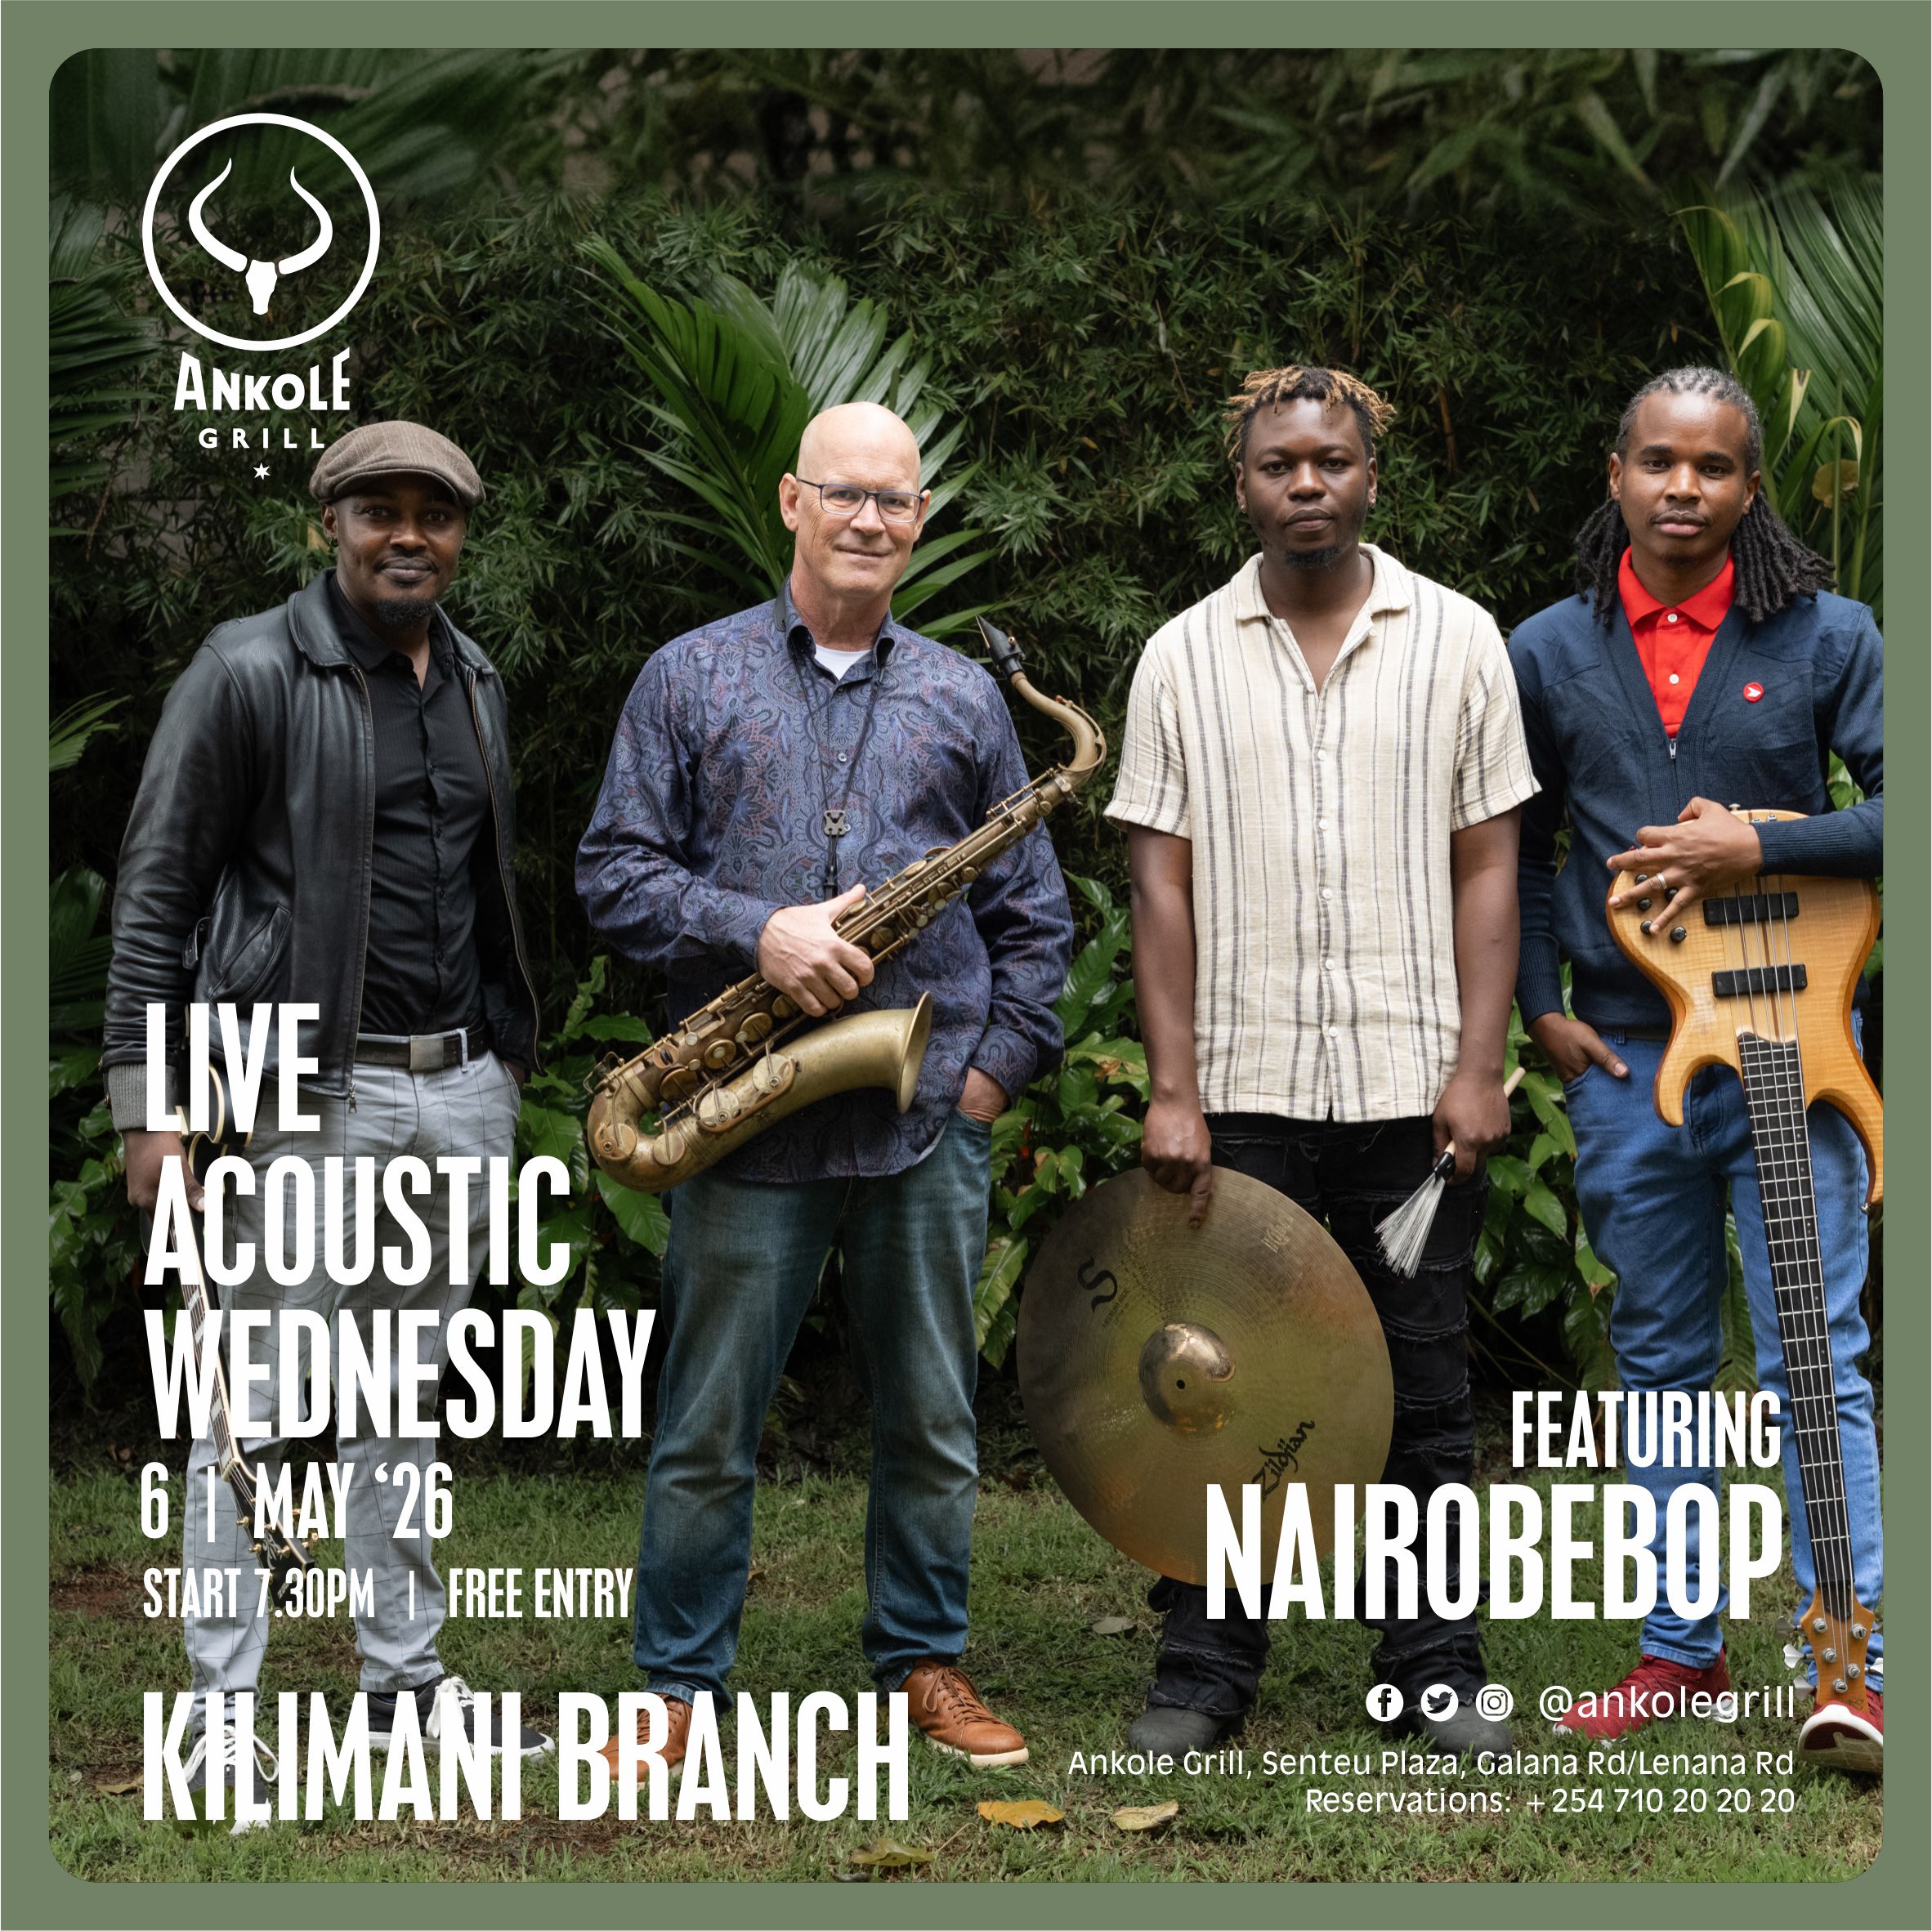 ANKOLE
GRILL
LIVE
ACOUSTIC
WEDNESDAY
6 | MAY ‘26
START 7.30PM | FREE ENTRY
KILIMANI BRANCH
S
Zildjian
FEATURING
NAIROBEBOP
@ankolegrill
Ankole Grill, Senteu Plaza, Galana Rd/Lenana Rd
Reservations: +254 710 20 20 20